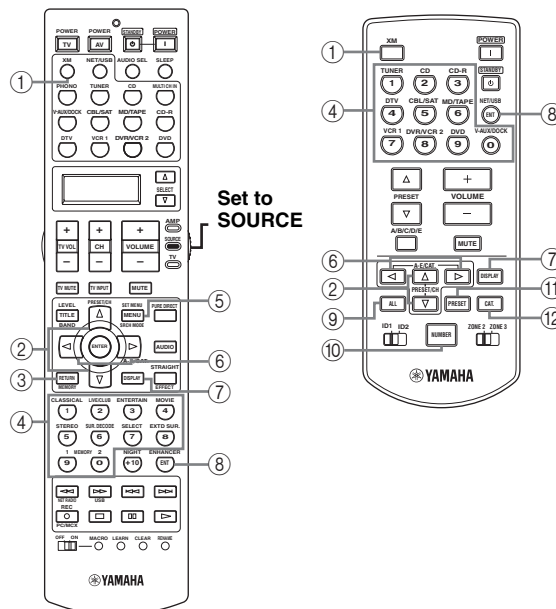 POWER POWER STANDBY POWER
TV AV
XM NET/USB AUDIO SEL SLEEP
①
PHONO TUNER CD MULTI CH IN
V-AUX/DOCK CBL/SAT MD/TAPE CD-R
DTV VCR 1 DVR/VCR 2 DVD
SELECT
AMP
SOURCE
TV
Set to
SOURCE
+ + +
TV VOL CH VOLUME
– – –
TV MUTE TV INPUT MUTE
LEVEL PRESET/CH SET MENU
TITLE MENU PURE DIRECT
⑤
BAND SRCH MODE
② ENTER AUDIO
⑥
③ RETURN DISPLAY STRAIGHT
MEMORY EFFECT
⑦
CLASSICAL LIVE/CLUB ENTERTAIN MOVIE
④ 1 2 3 4
STEREO SUR. DECODE SELECT EXTD SUR.
5 6 7 8
1 MEMORY 2 NIGHT ENHANCER
9 0 +10 ENT
⑧
NET RADIO USB
REC
PC/MCX
OFF ON MACRO LEARN CLEAR RENAME
YAMAHA
XM POWER
①
TUNER CD CD-R STANDBY
1 2 3
④
DTV CBL/SAT MD/TAPE NET/USB
4 5 6 ENT
⑧
VCR 1 DVR/VCR 2 DVD V-AUX/DOCK
7 8 9 0
+
PRESET VOLUME
–
A/B/C/D/E MUTE
⑥ A-E/CAT. DISPLAY ⑦
② PRESET/CH ⑪
⑨ ALL PRESET CAT. ⑫
ID1 ID2 NUMBER ZONE 2 ZONE 3
⑩
YAMAHA